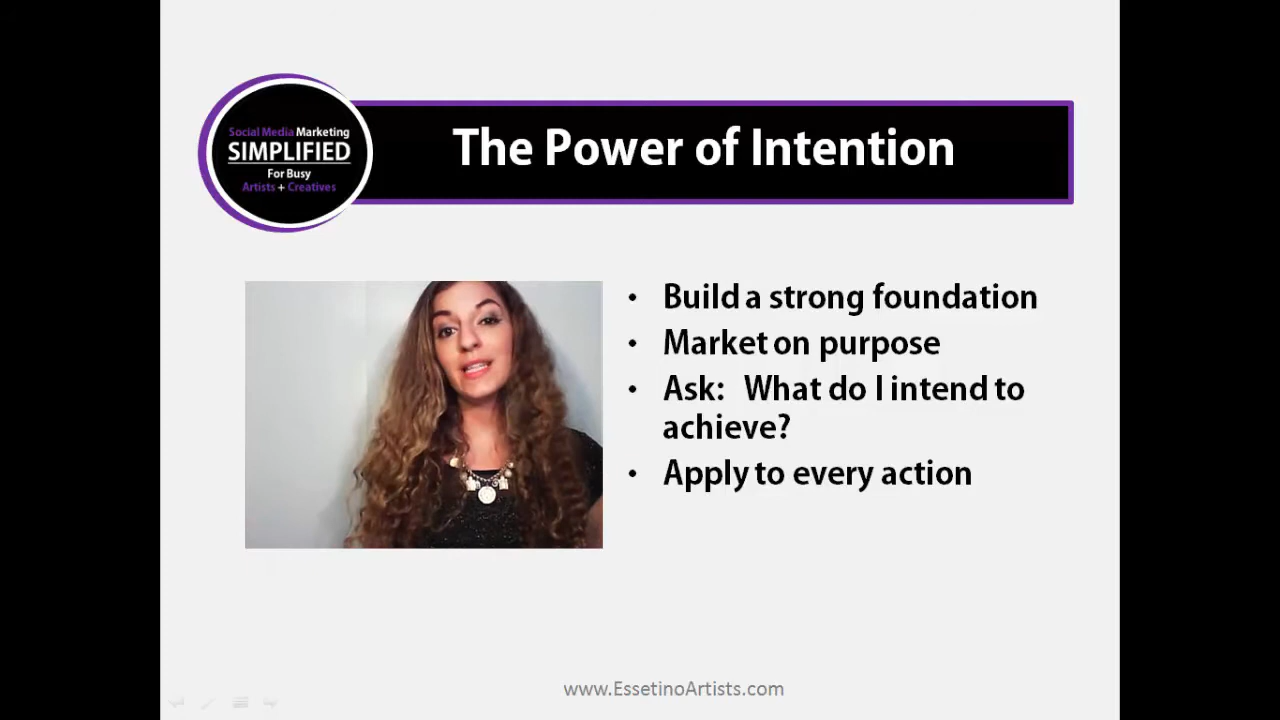 Social Media Marketing
SIMPLIFIED
For Busy
Artists + Creatives
The Power of Intention
• Build a strong foundation
• Market on purpose
• Ask: What do I intend to
achieve?
• Apply to every action
www.EssetinoArtists.com